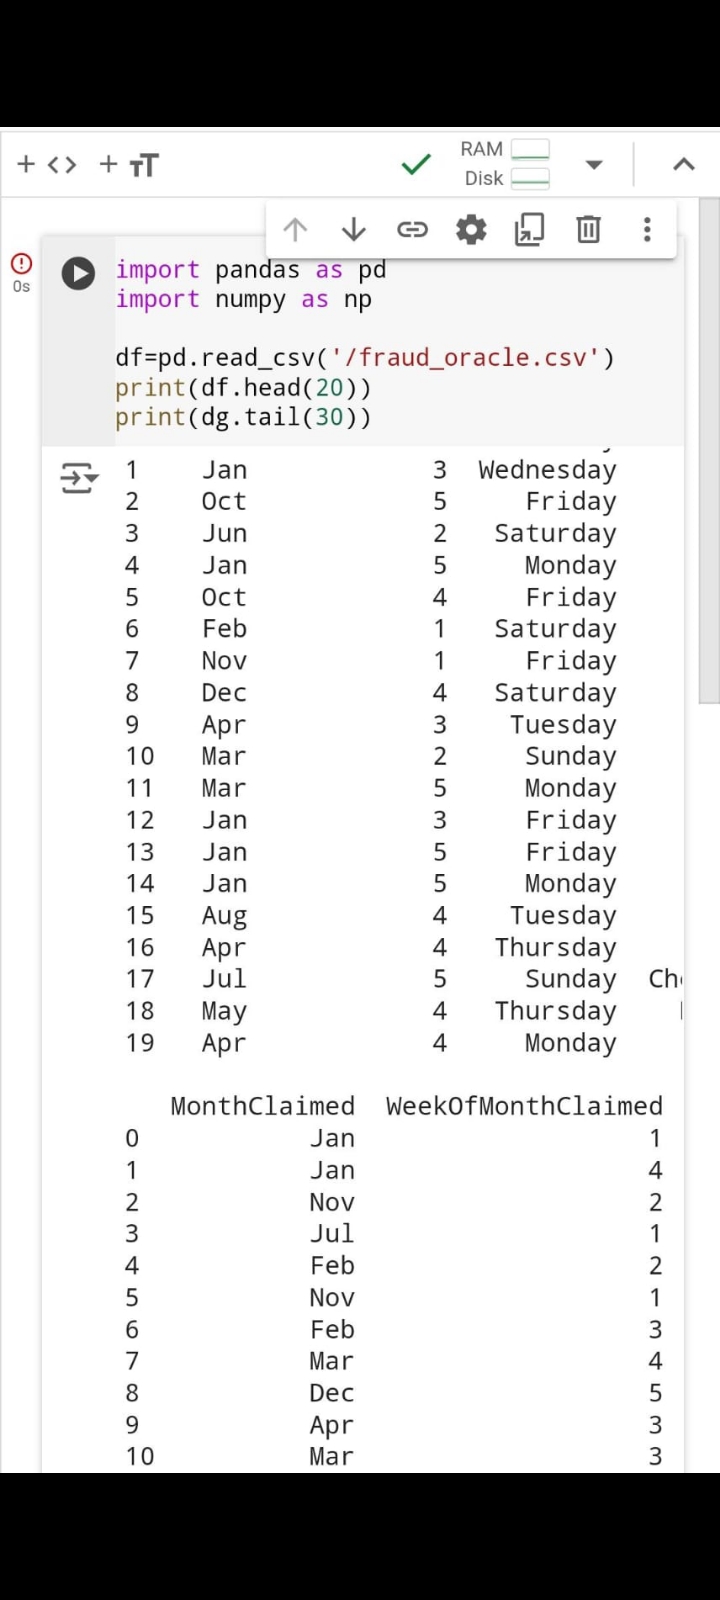 + <> + TT RAM
Disk
0s
import pandas as pd
import numpy as np
df=pd.read_csv('/fraud_oracle.csv')
print(df.head(20))
print(dg.tail(30))
1 Jan 3 Wednesday
2 Oct 5 Friday
3 Jun 2 Saturday
4 Jan 5 Monday
5 Oct 4 Friday
6 Feb 1 Saturday
7 Nov 1 Friday
8 Dec 4 Saturday
9 Apr 3 Tuesday
10 Mar 2 Sunday
11 Mar 5 Monday
12 Jan 3 Friday
13 Jan 5 Friday
14 Jan 5 Monday
15 Aug 4 Tuesday
16 Apr 4 Thursday
17 Jul 5 Sunday
18 May 4 Thursday
19 Apr 4 Monday
MonthClaimed WeekOfMonthClaimed
0 Jan 1
1 Jan 4
2 Nov 2
3 Jul 1
4 Feb 2
5 Nov 1
6 Feb 3
7 Mar 4
8 Dec 5
9 Apr 3
10 Mar 3